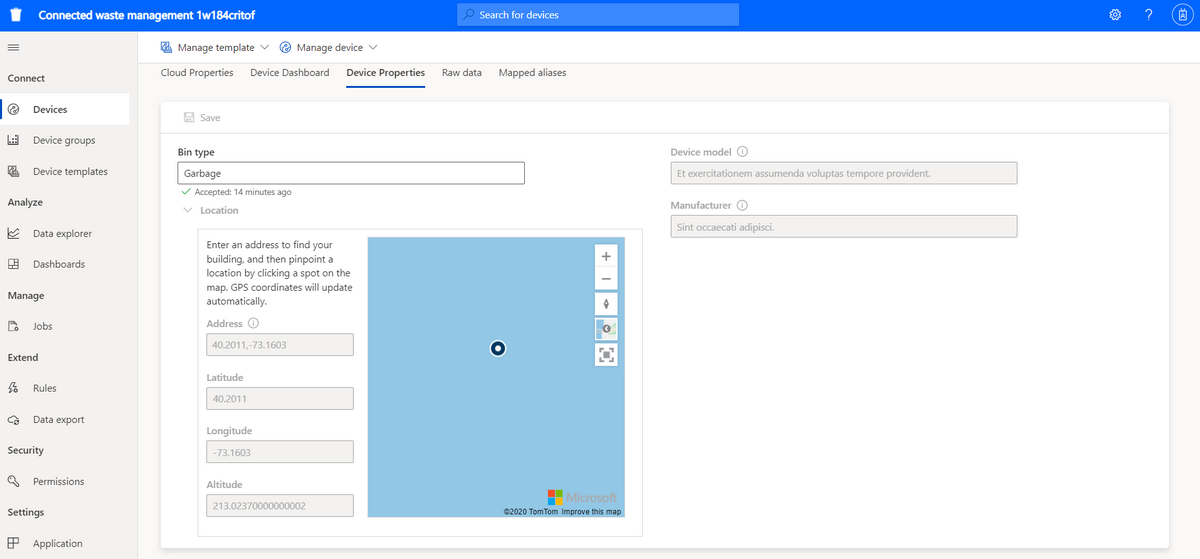 Connected waste management 1w184critof
Search for devices
?
Manage template
Manage device
Cloud Properties
Device Dashboard
Device Properties
Raw data
Mapped aliases
Connect
Devices
Device groups
Device templates
Analyze
Data explorer
Dashboards
Manage
Jobs
Extend
Rules
Data export
Security
Permissions
Settings
Application
Save
Bin type
Garbage
Accepted: 14 minutes ago
Location
Enter an address to find your
building, and then pinpoint a
location by clicking a spot on the
map. GPS coordinates will update
automatically.
Address
40.2011,-73.1603
Latitude
40.2011
Longitude
-73.1603
Altitude
213.02370000000002
Microsoft
©2020 TomTom Improve this map
Device model
Et exercitationem assumenda voluptas tempore provident.
Manufacturer
Sint occaecati adipisci.